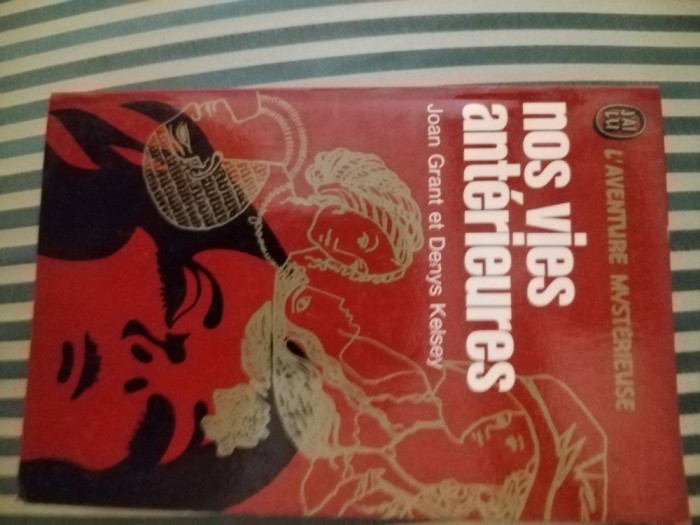 J'AI
LU
L'AVENTURE MYSTÉRIEUSE
nos vies
antérieures
Joan Grant et Denys Kelsey